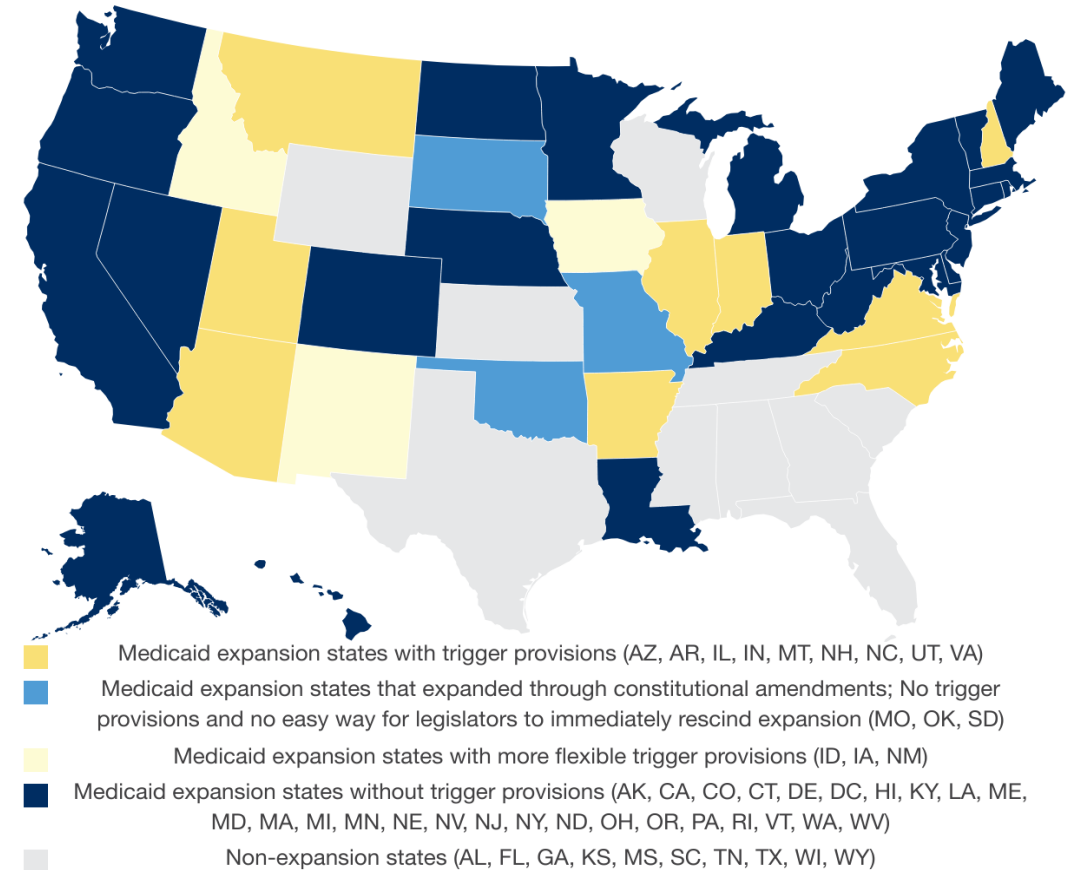 Medicaid expansion states with trigger provisions (AZ, AR, IL, IN, MT, NH, NC, UT, VA)
Medicaid expansion states that expanded through constitutional amendments; No trigger
provisions and no easy way for legislators to immediately rescind expansion (MO, OK, SD)
Medicaid expansion states with more flexible trigger provisions (ID, IA, NM)
Medicaid expansion states without trigger provisions (AK, CA, CO, CT, DE, DC, HI, KY, LA, ME,
MD, MA, MI, MN, NE, NV, NJ, NY, ND, OH, OR, PA, RI, VT, WA, WV)
Non-expansion states (AL, FL, GA, KS, MS, SC, TN, TX, WI, WY)